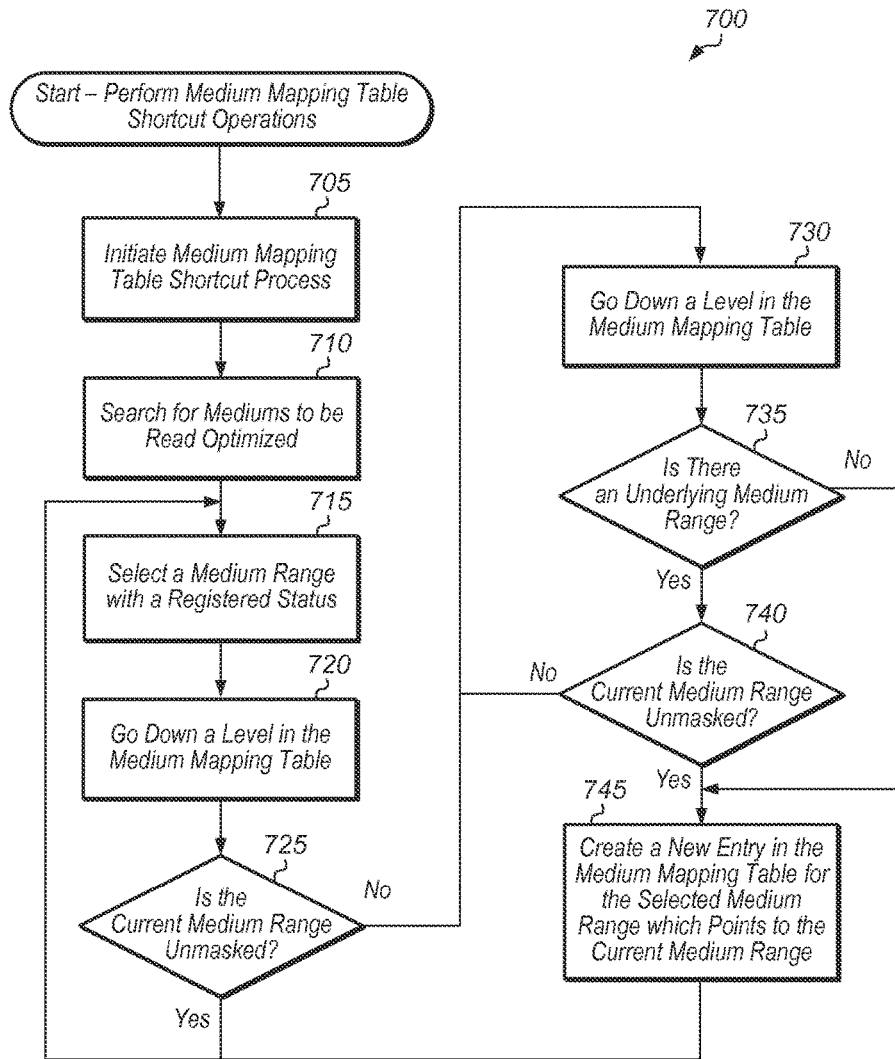 700
Start – Perform Medium Mapping Table
Shortcut Operations
705
Initiate Medium Mapping
Table Shortcut Process
710
Search for Mediums to be
Read Optimized
715
Select a Medium Range
with a Registered Status
720
Go Down a Level in the
Medium Mapping Table
725
Is the
Current Medium Range
Unmasked?
No
Yes
730
Go Down a Level in the
Medium Mapping Table
735
Is There
an Underlying Medium
Range?
No
Yes
740
Is the
Current Medium Range
Unmasked?
No
Yes
745
Create a New Entry in the
Medium Mapping Table for
the Selected Medium
Range which Points to the
Current Medium Range